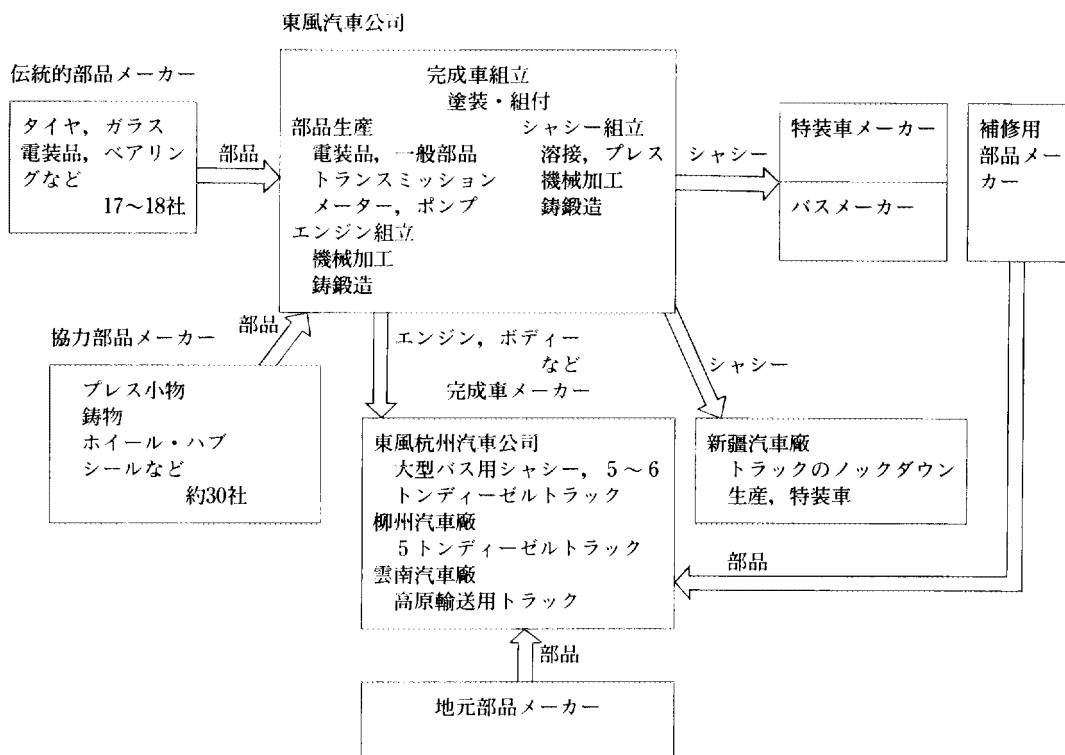 東風汽車公司
伝統的部品メーカー
タイヤ，ガラス
電装品，ベアリン
グなど
17〜18社
部品
完成車組立
塗装・組付
部品生産
電装品，一般部品
トランスミッション
メーター，ポンプ
エンジン組立
機械加工
鋳鍛造
シャシー組立
溶接，プレス
機械加工
鋳鍛造
シャシー
特装車メーカー
バスメーカー
補修用
部品メー
カー
協力部品メーカー
部品
プレス小物
鋳物
ホイール・ハブ
シールなど
約30社
エンジン，ボディー
など
シャシー
完成車メーカー
東風杭州汽車公司
大型バス用シャシー，5〜6
トンディーゼルトラック
柳州汽車廠
5トンディーゼルトラック
雲南汽車廠
高原輸送用トラック
新疆汽車廠
トラックのノックダウン
生産，特装車
部品
部品
地元部品メーカー